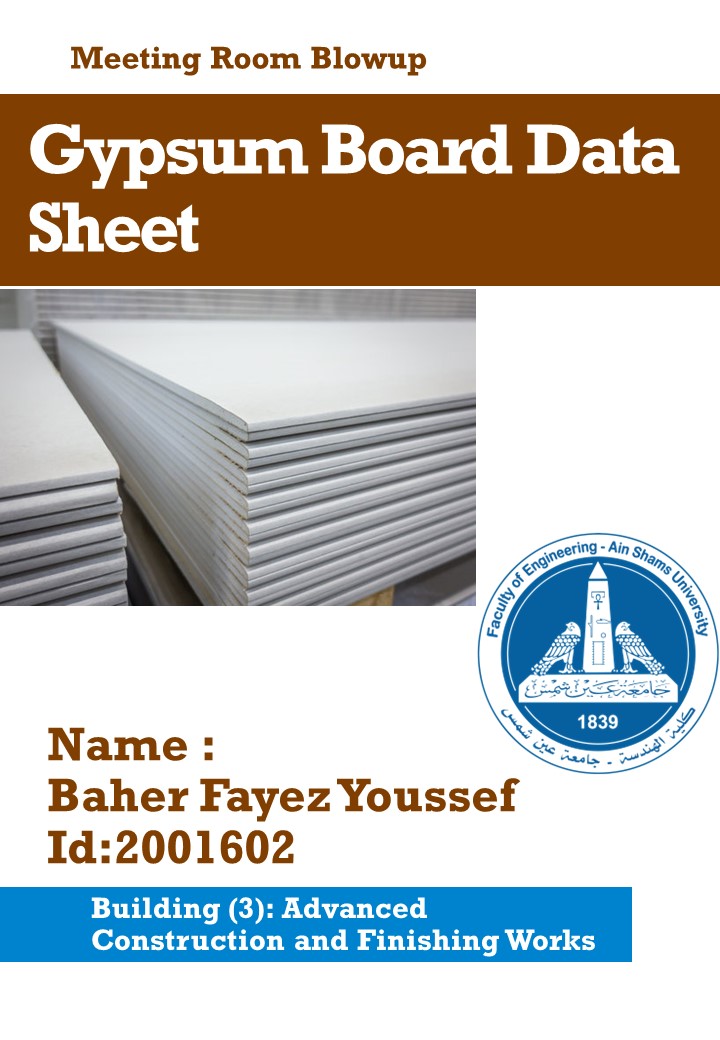 Meeting Room Blowup
Gypsum Board Data
Sheet
Faculty of Engineering - Ain Shams University
جامعة عين شمس
1839
كلية الهندسة - جامعة عين شمس
Name :
Baher Fayez Youssef
Id:2001602
Building (3): Advanced
Construction and Finishing Works